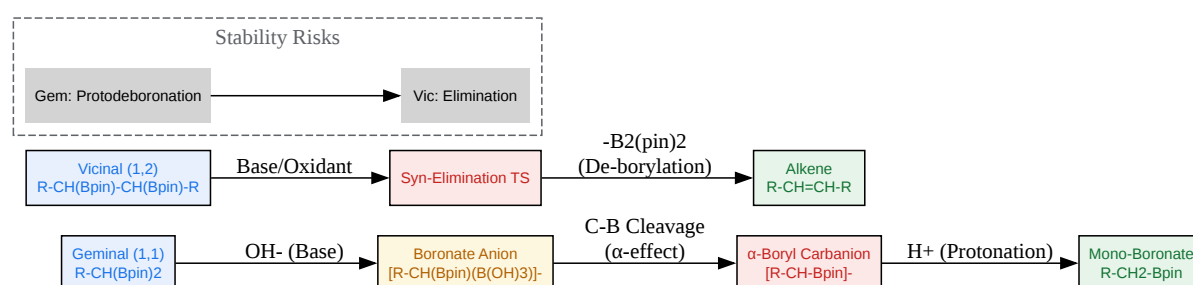 Stability Risks
Gem: Protodeboronation
Vic: Elimination
Vicinal (1,2)
R-CH(Bpin)-CH(Bpin)-R
Base/Oxidant
Syn-Elimination TS
-B2(pin)2
(De-borylation)
Alkene
R-CH=CH-R
Geminal (1,1)
R-CH(Bpin)2
OH- (Base)
Boronate Anion
[R-CH(Bpin)(B(OH)3)]-
C-B Cleavage
(α-effect)
α-Boryl Carbanion
[R-CH-Bpin]-
H+ (Protonation)
Mono-Boronate
R-CH2-Bpin